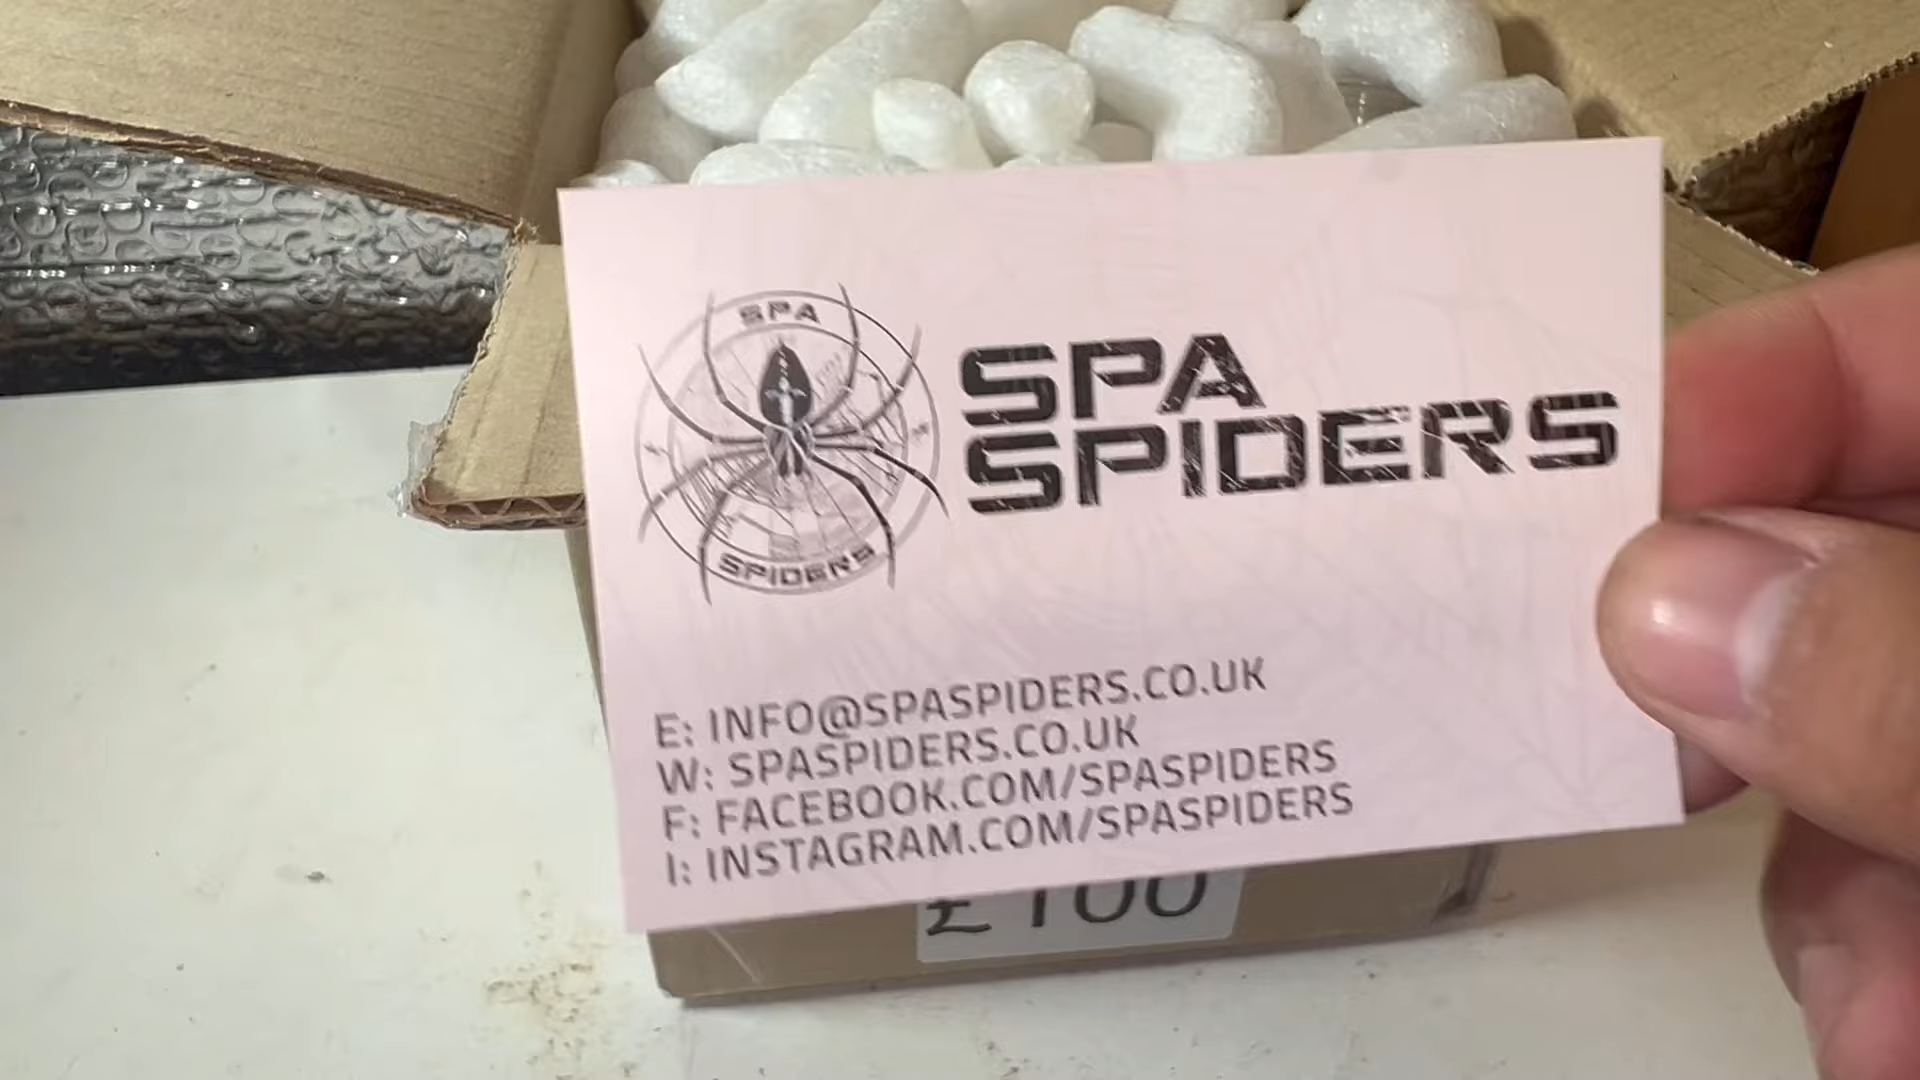 SPA
SPIDERS
SPA
SPIDERS
E: INFO@SPASPIDERS.CO.UK
W: SPASPIDERS.CO.UK
F: FACEBOOK.COM/SPASPIDERS
I: INSTAGRAM.COM/SPASPIDERS
£100